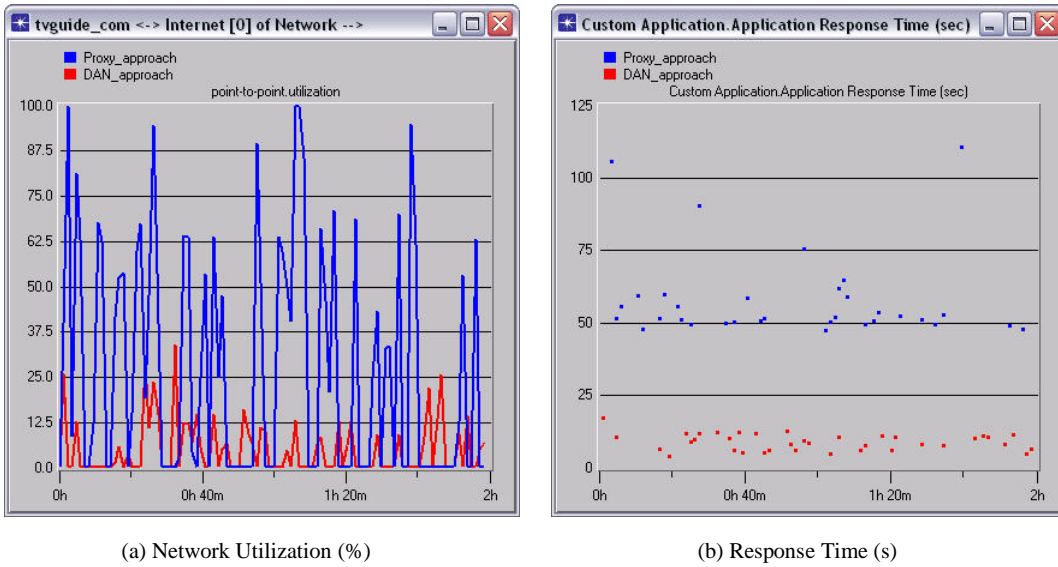 tvguide_com <-> Internet [0] of Network -->
Proxy_approach
DAN_approach
point-to-point.utilization
100.0
87.5
75.0
62.5
50.0
37.5
25.0
12.5
0.0
0h
0h 40m
1h 20m
2h
(a) Network Utilization (%)
Custom Application.Application Response Time (sec)
Proxy_approach
DAN_approach
Custom Application.Application Response Time (sec)
125
100
75
50
25
0
0h
0h 40m
1h 20m
2h
(b) Response Time (s)